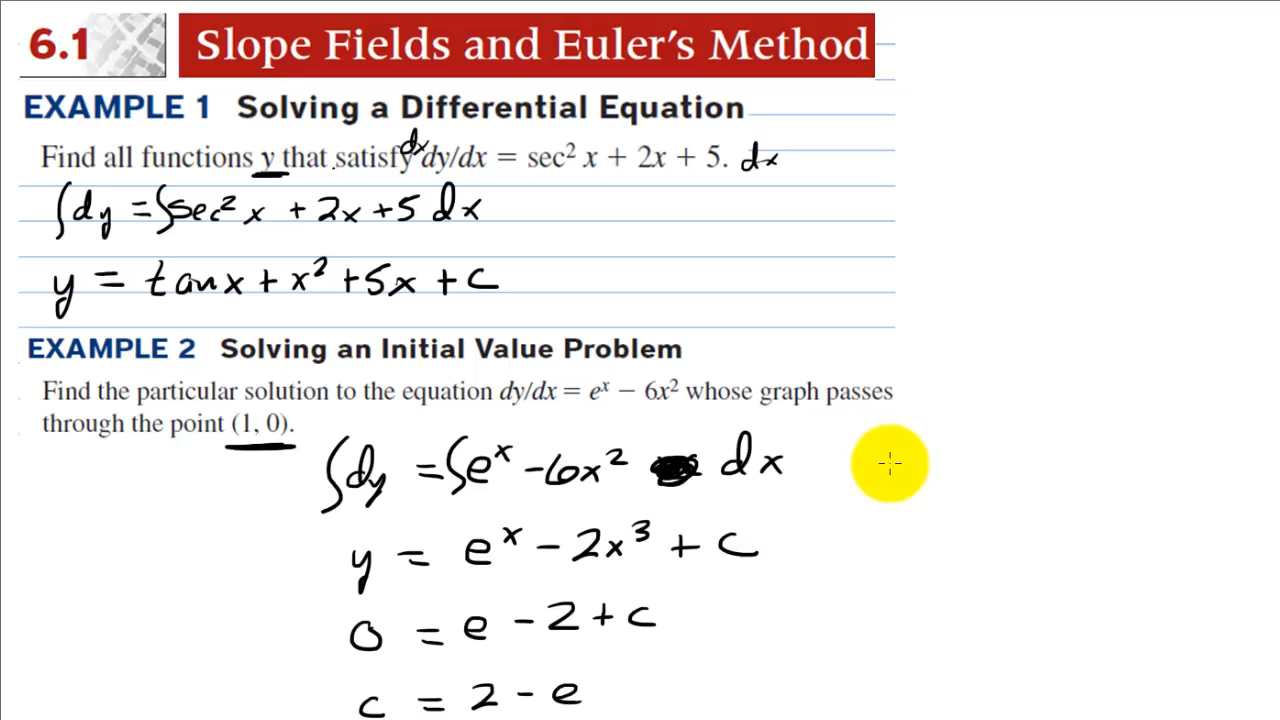 6.1 Slope Fields and Euler's Method
EXAMPLE 1 Solving a Differential Equation
dx
Find all functions y that satisfy dy/dx = sec² x + 2x + 5. dx
∫dy = ∫sec² x + 2x + 5 dx
y = tanx + x² + 5x + C
EXAMPLE 2 Solving an Initial Value Problem
Find the particular solution to the equation dy/dx = eˣ − 6x² whose graph passes
through the point (1, 0).
∫dy = ∫eˣ − 6x² dx
y = eˣ − 2x³ + C
0 = e − 2 + C
C = 2 − e